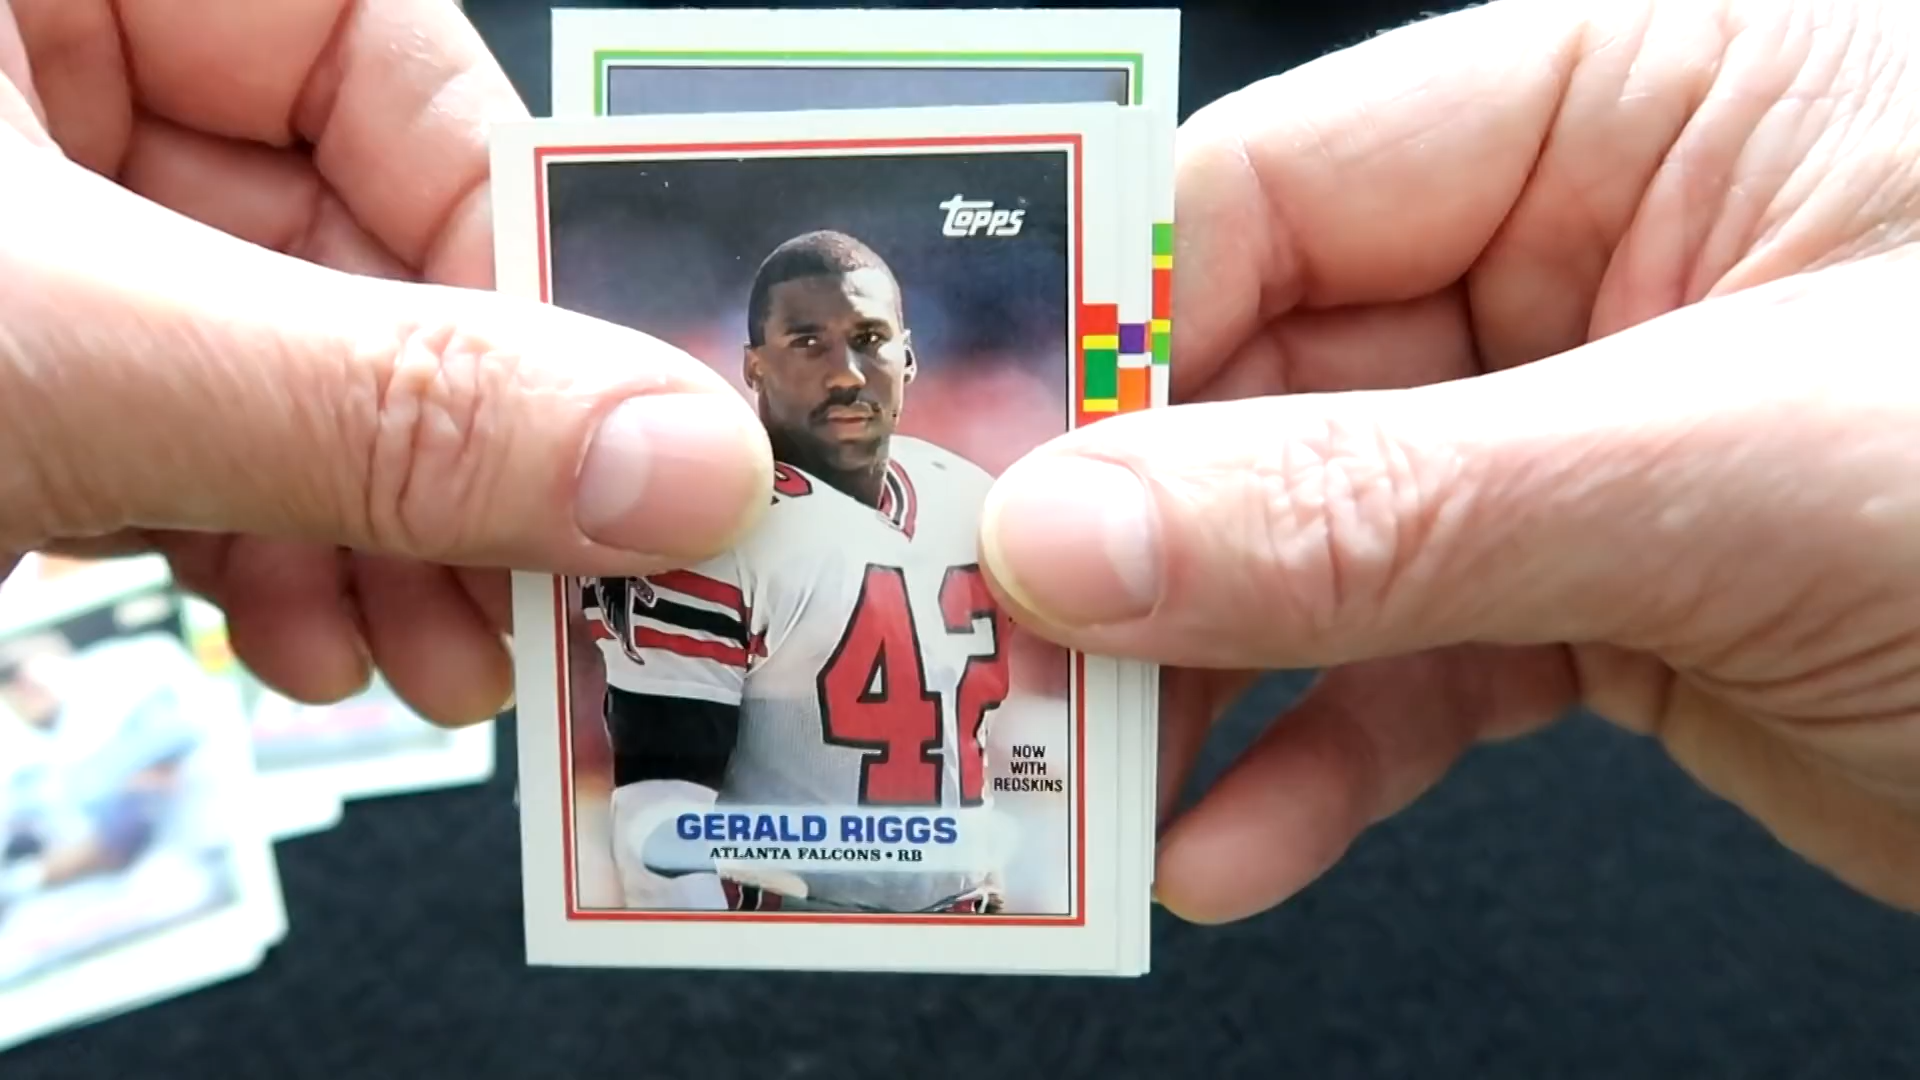 TOPPS
42
NOW
WITH
REDSKINS
GERALD RIGGS
ATLANTA FALCONS • RB